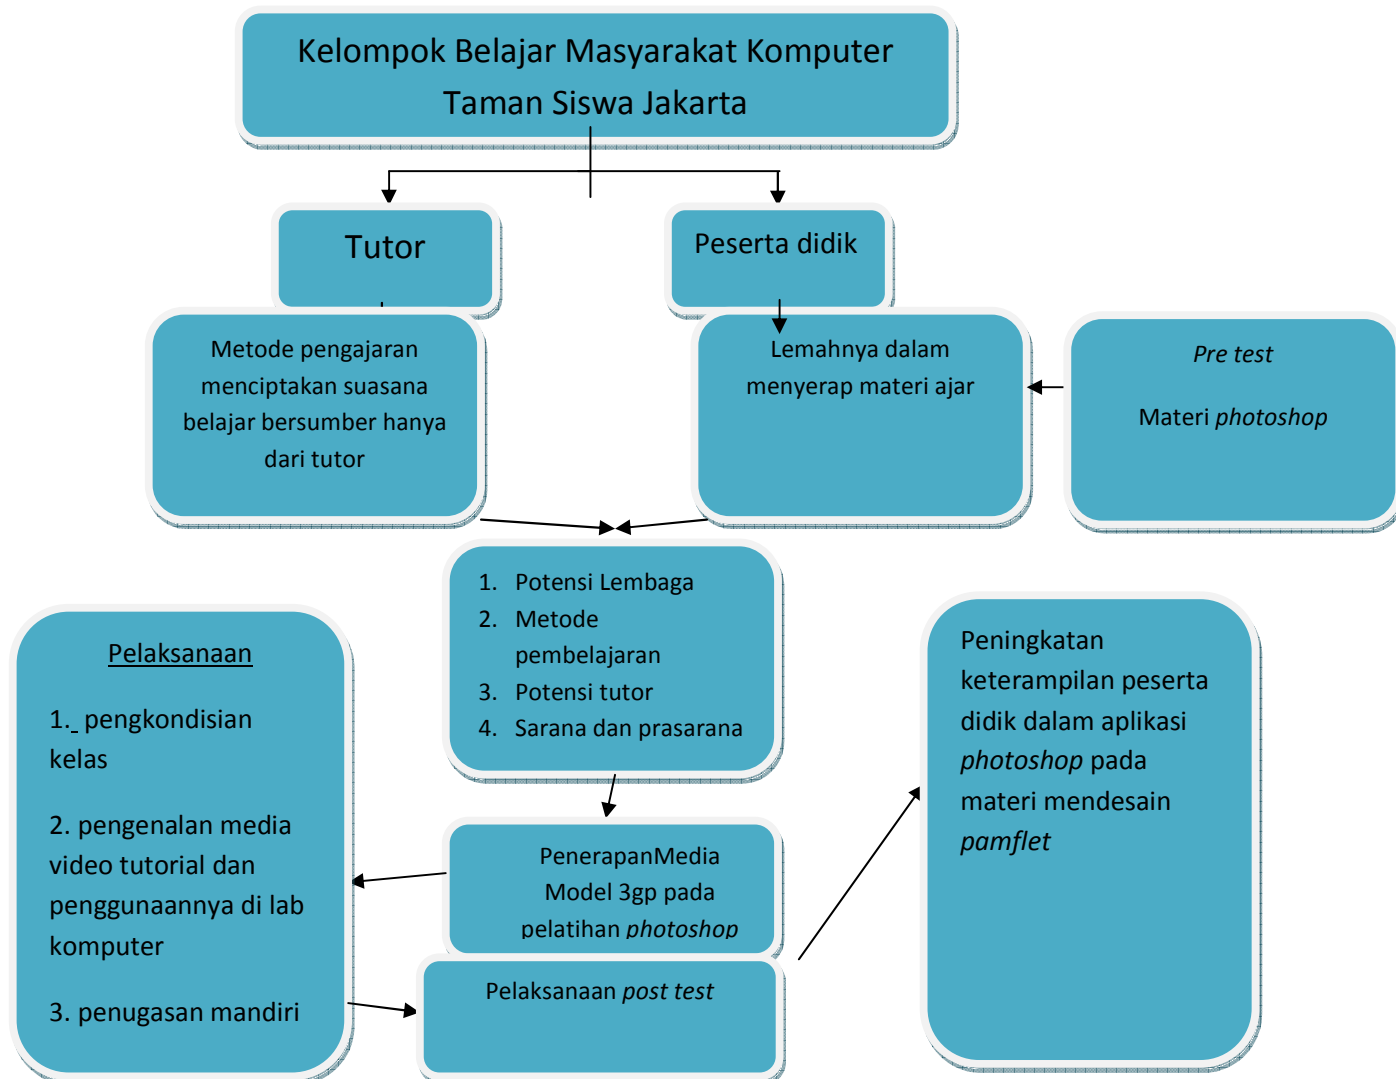 Kelompok Belajar Masyarakat Komputer
Taman Siswa Jakarta
Tutor
Peserta didik
Metode pengajaran
menciptakan suasana
belajar bersumber hanya
dari tutor
Lemahnya dalam
menyerap materi ajar
Pre test
Materi photoshop
1. Potensi Lembaga
2. Metode
pembelajaran
3. Potensi tutor
4. Sarana dan prasarana
Pelaksanaan
1. pengkondisian
kelas
2. pengenalan media
video tutorial dan
penggunaannya di lab
komputer
3. penugasan mandiri
PenerapanMedia
Model 3gp pada
pelatihan photoshop
Pelaksanaan post test
Peningkatan
keterampilan peserta
didik dalam aplikasi
photoshop pada
materi mendesain
pamflet